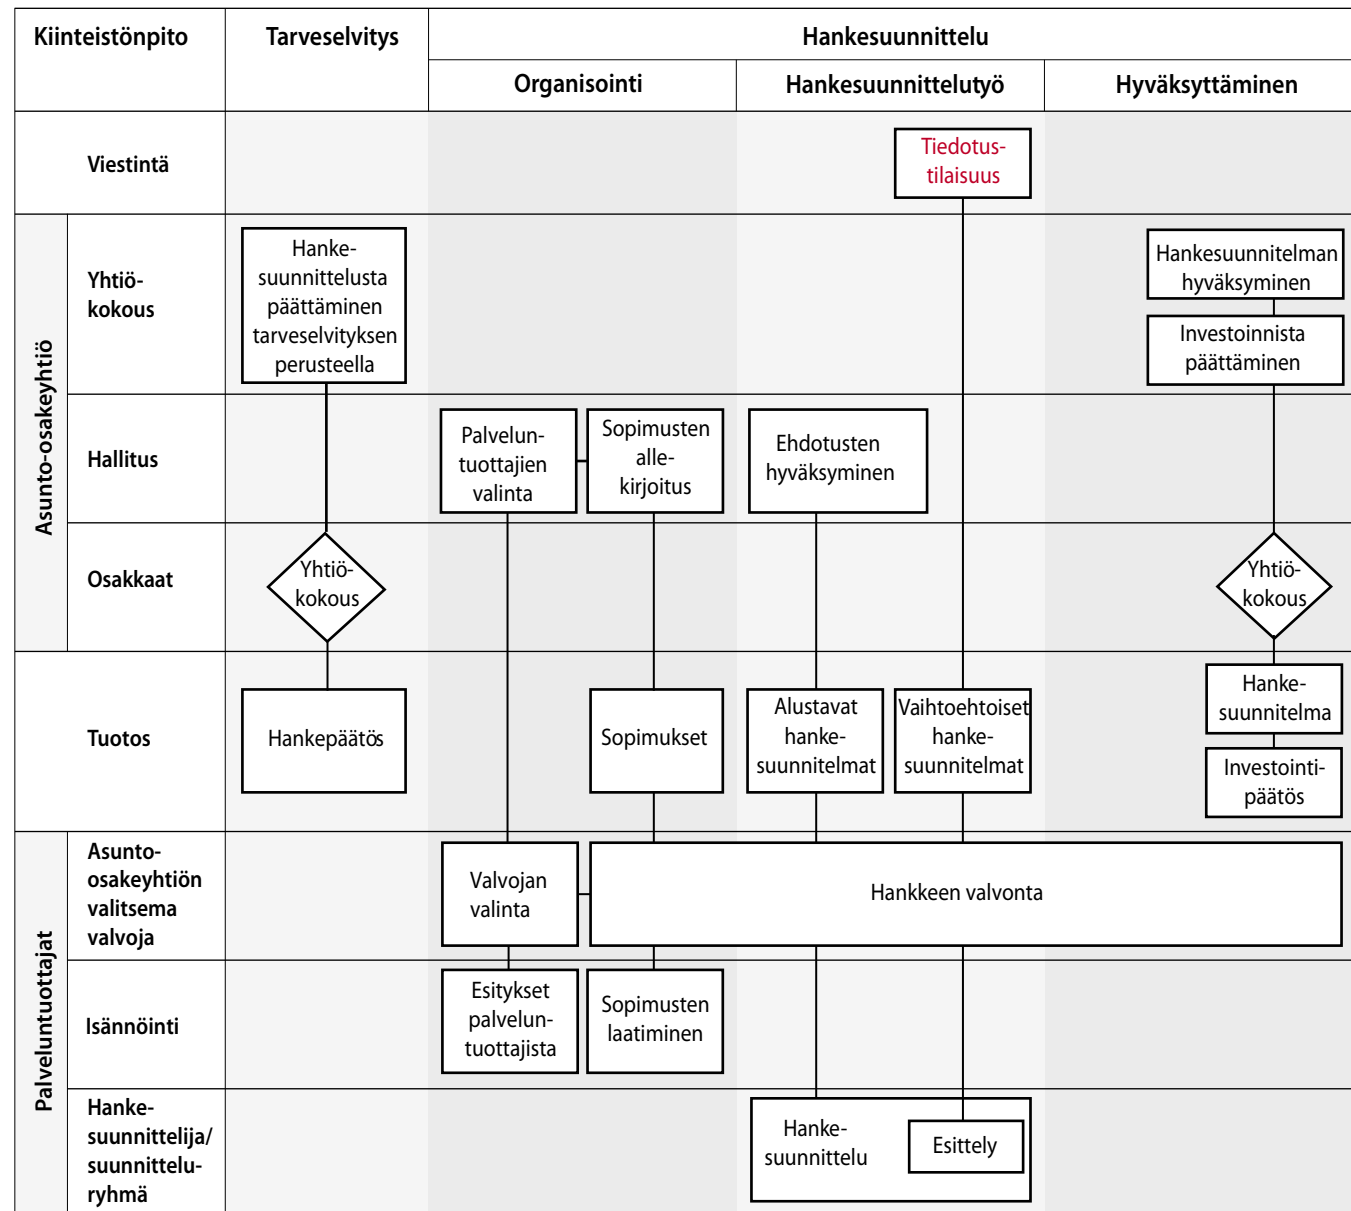 Kiinteistönpito
Tarveselvitys
Hankesuunnittelu
Organisointi
Hankesuunnittelutyö
Hyväksyttäminen
Viestintä
Tiedotus-
tilaisuus
Asunto-osakeyhtiö
Yhtiö-
kokous
Hanke-
suunnittelusta
päättäminen
tarveselvityksen
perusteella
Hankesuunnitelman
hyväksyminen
Investoinnista
päättäminen
Hallitus
Palvelun-
tuottajien
valinta
Sopimusten
alle-
kirjoitus
Ehdotusten
hyväksyminen
Osakkaat
Yhtiö-
kokous
Yhtiö-
kokous
Tuotos
Hankepäätös
Sopimukset
Alustavat
hanke-
suunnitelmat
Vaihtoehtoiset
hanke-
suunnitelmat
Hanke-
suunnitelma
Investointi-
päätös
Palveluntuottajat
Asunto-
osakeyhtiön
valitsema
valvoja
Valvojan
valinta
Hankkeen valvonta
Isännöinti
Esitykset
palvelun-
tuottajista
Sopimusten
laatiminen
Hanke-
suunnittelija/
suunnittelu-
ryhmä
Hanke-
suunnittelu
Esittely